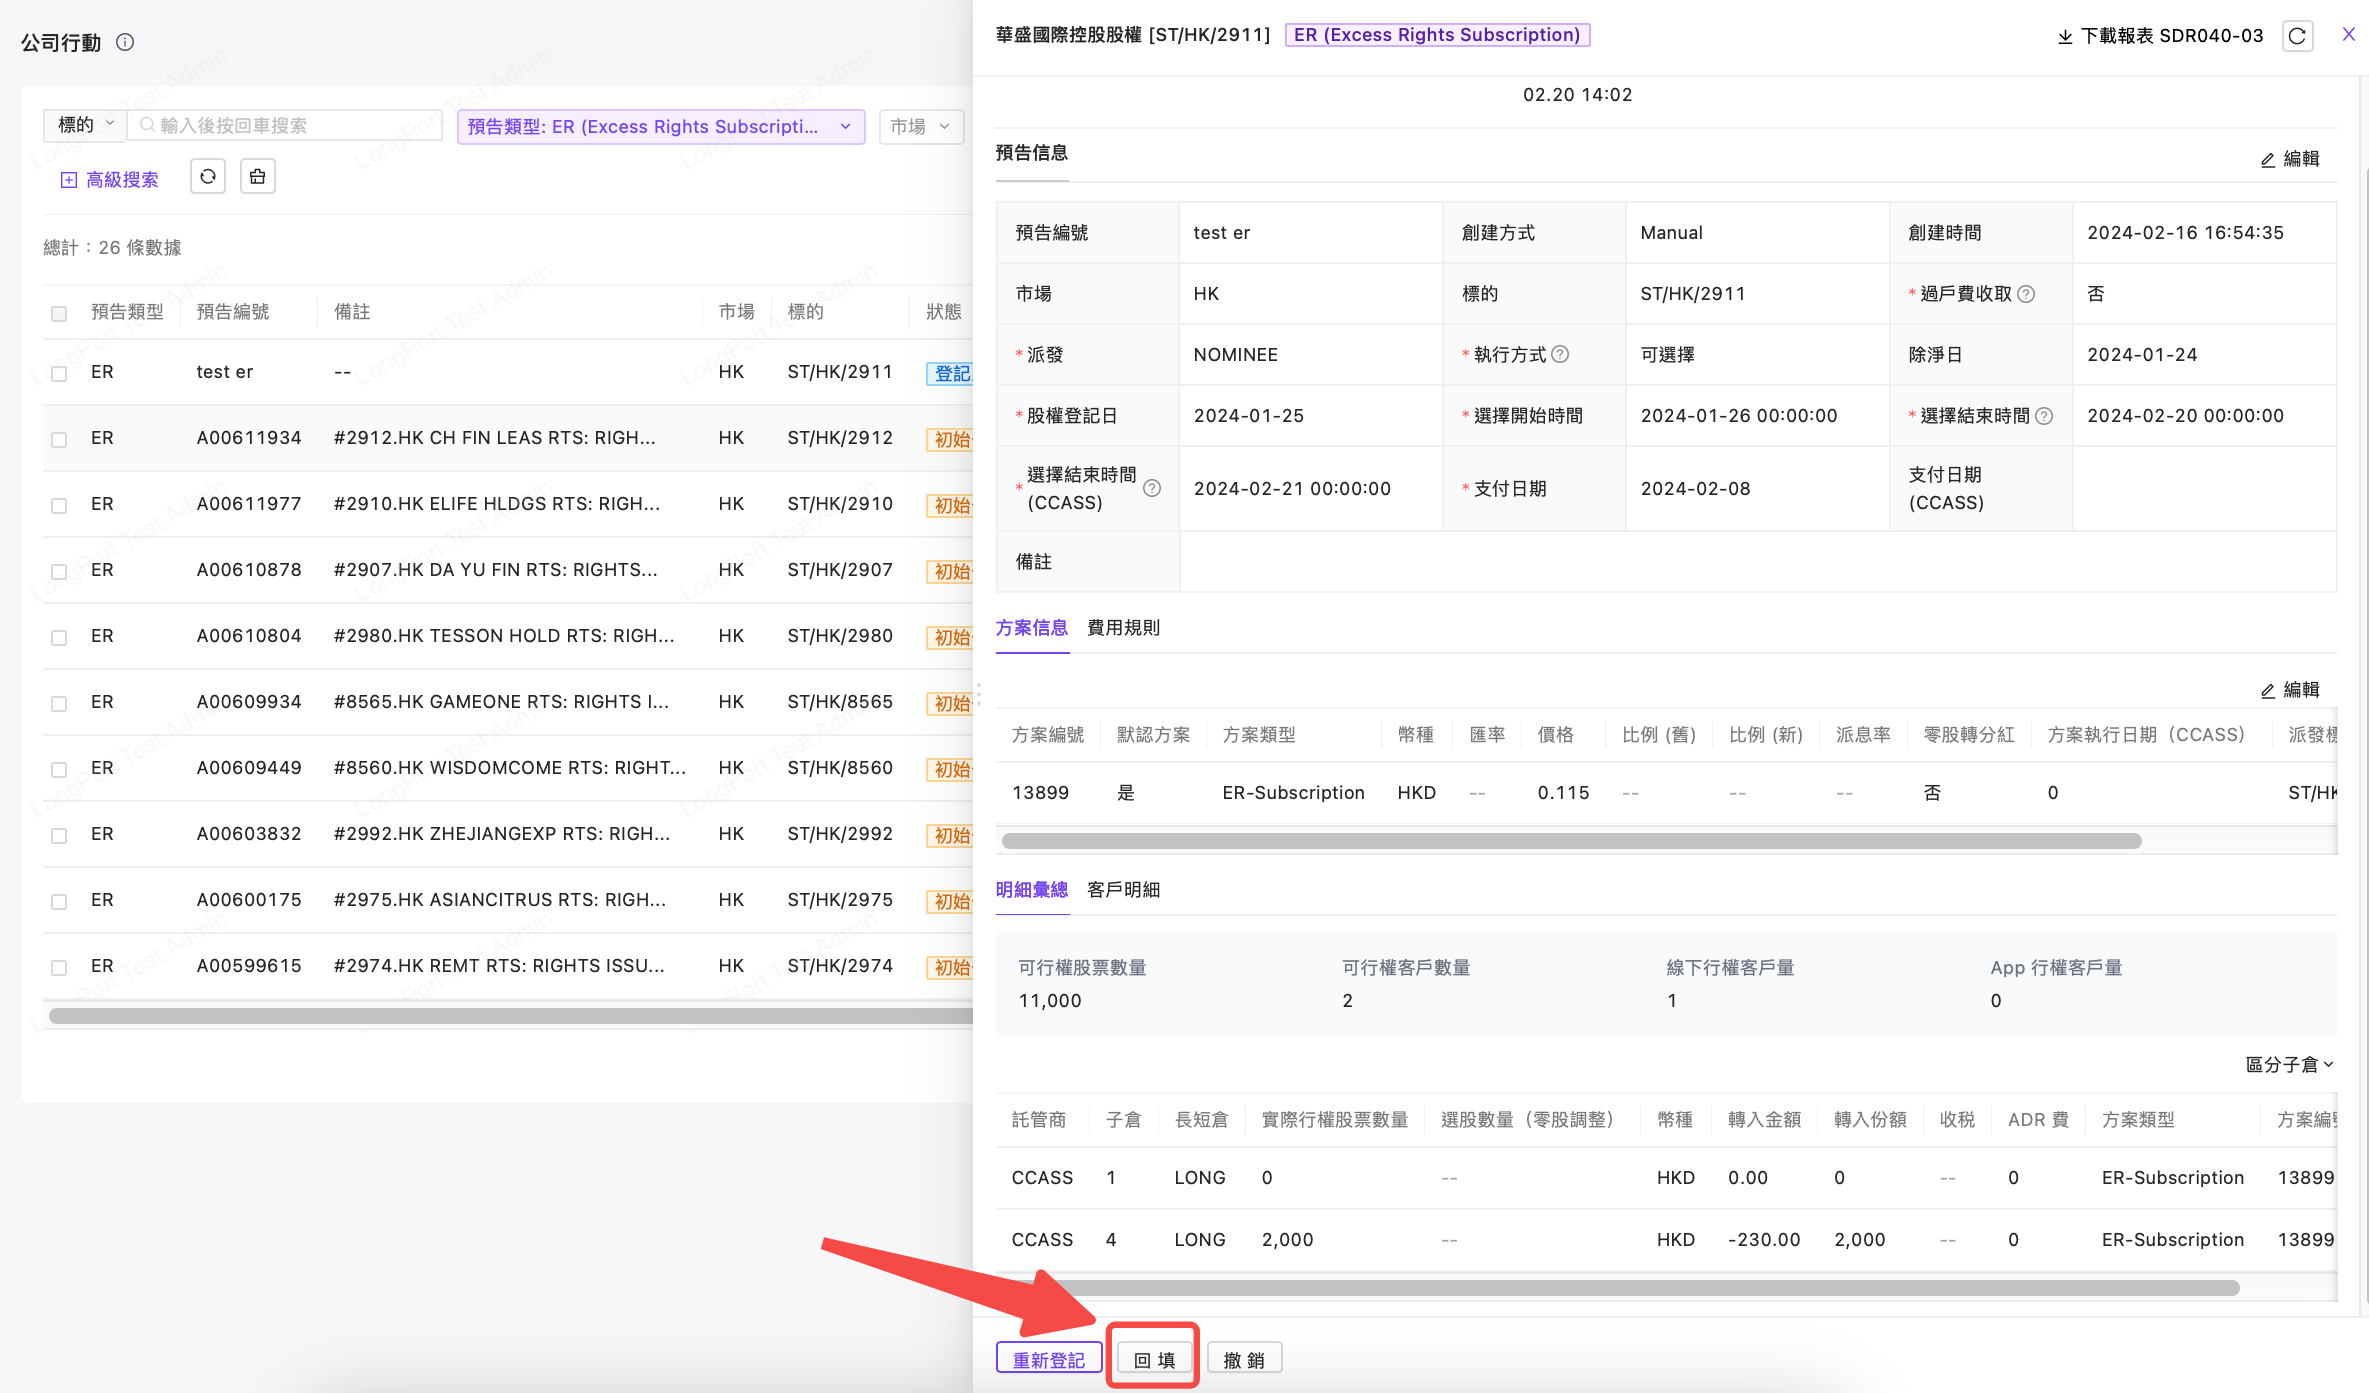 公司行動
標的 輸入後按回車搜索 預告類型: ER (Excess Rights Subscripti... 市場
高級搜索
總計：26 條數據
預告類型 預告編號 備註 市場 標的 狀態
ER test er -- HK ST/HK/2911 登記
ER A00611934 #2912.HK CH FIN LEAS RTS: RIGH... HK ST/HK/2912 初始
ER A00611977 #2910.HK ELIFE HLDGS RTS: RIGH... HK ST/HK/2910 初始
ER A00610878 #2907.HK DA YU FIN RTS: RIGHTS... HK ST/HK/2907 初始
ER A00610804 #2980.HK TESSON HOLD RTS: RIGH... HK ST/HK/2980 初始
ER A00609934 #8565.HK GAMEONE RTS: RIGHTS I... HK ST/HK/8565 初始
ER A00609449 #8560.HK WISDOMCOME RTS: RIGHT... HK ST/HK/8560 初始
ER A00603832 #2992.HK ZHEJIANGEXP RTS: RIGH... HK ST/HK/2992 初始
ER A00600175 #2975.HK ASIANCITRUS RTS: RIGH... HK ST/HK/2975 初始
ER A00599615 #2974.HK REMT RTS: RIGHTS ISSU... HK ST/HK/2974 初始
LongPort Test Admin
華盛國際控股股權 [ST/HK/2911] ER (Excess Rights Subscription) 下載報表 SDR040-03
02.20 14:02
預告信息 編輯
預告編號 test er 創建方式 Manual 創建時間 2024-02-16 16:54:35
市場 HK 標的 ST/HK/2911 *過戶費收取 否
*派發 NOMINEE *執行方式 可選擇 除淨日 2024-01-24
*股權登記日 2024-01-25 *選擇開始時間 2024-01-26 00:00:00 *選擇結束時間 2024-02-20 00:00:00
*選擇結束時間 (CCASS) 2024-02-21 00:00:00 *支付日期 2024-02-08 支付日期 (CCASS)
備註
方案信息 費用規則
編輯
方案編號 默認方案 方案類型 幣種 匯率 價格 比例 (舊) 比例 (新) 派息率 零股轉分紅 方案執行日期（CCASS） 派發
13899 是 ER-Subscription HKD -- 0.115 -- -- -- 否 0 ST/HK
明細彙總 客戶明細
可行權股票數量 可行權客戶數量 線下行權客戶量 App 行權客戶量
11,000 2 1 0
區分子倉
託管商 子倉 長短倉 實際行權股票數量 選股數量（零股調整） 幣種 轉入金額 轉入份額 收税 ADR 費 方案類型 方案編
CCASS 1 LONG 0 -- HKD 0.00 0 -- 0 ER-Subscription 13899
CCASS 4 LONG 2,000 -- HKD -230.00 2,000 -- 0 ER-Subscription 13899
重新登記 回填 撤銷